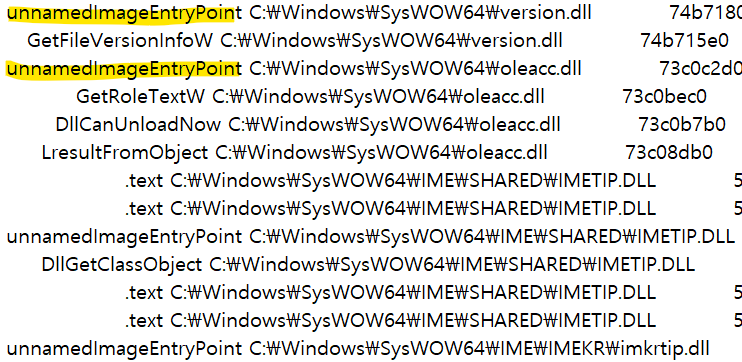 unnamedImageEntryPoint C:₩Windows₩SysWOW64₩version.dll 74b7180
GetFileVersionInfoW C:₩Windows₩SysWOW64₩version.dll 74b715e0
unnamedImageEntryPoint C:₩Windows₩SysWOW64₩oleacc.dll 73c0c2d0
GetRoleTextW C:₩Windows₩SysWOW64₩oleacc.dll 73c0bec0
DllCanUnloadNow C:₩Windows₩SysWOW64₩oleacc.dll 73c0b7b0
LresultFromObject C:₩Windows₩SysWOW64₩oleacc.dll 73c08db0
.text C:₩Windows₩SysWOW64₩IME₩SHARED₩IMETIP.DLL 5
.text C:₩Windows₩SysWOW64₩IME₩SHARED₩IMETIP.DLL 5
unnamedImageEntryPoint C:₩Windows₩SysWOW64₩IME₩SHARED₩IMETIP.DLL
DllGetClassObject C:₩Windows₩SysWOW64₩IME₩SHARED₩IMETIP.DLL
.text C:₩Windows₩SysWOW64₩IME₩SHARED₩IMETIP.DLL 5
.text C:₩Windows₩SysWOW64₩IME₩SHARED₩IMETIP.DLL 5
unnamedImageEntryPoint C:₩Windows₩SysWOW64₩IME₩IMEKR₩imkrtip.dll